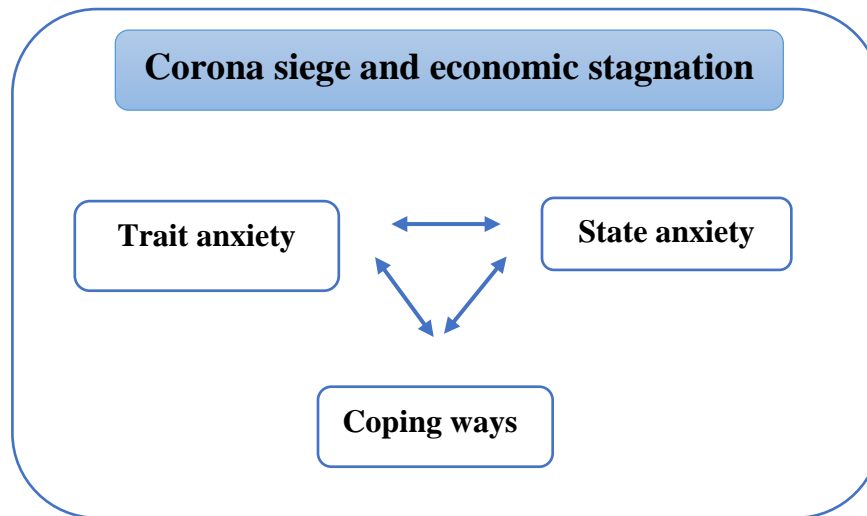 Corona siege and economic stagnation
Trait anxiety
State anxiety
Coping ways